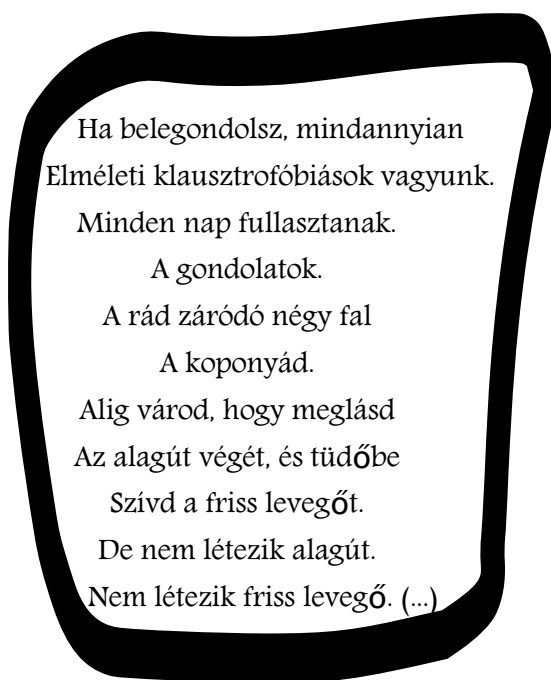 Ha belegondolsz, mindannyian
Elméleti klausztrofóbiások vagyunk.
Minden nap fullasztanak.
A gondolatok.
A rád záródó négy fal
A koponyád.
Alig várod, hogy meglásd
Az alagút végét, és tüdőbe
Szívd a friss levegőt.
De nem létezik alagút.
Nem létezik friss levegő. (...)